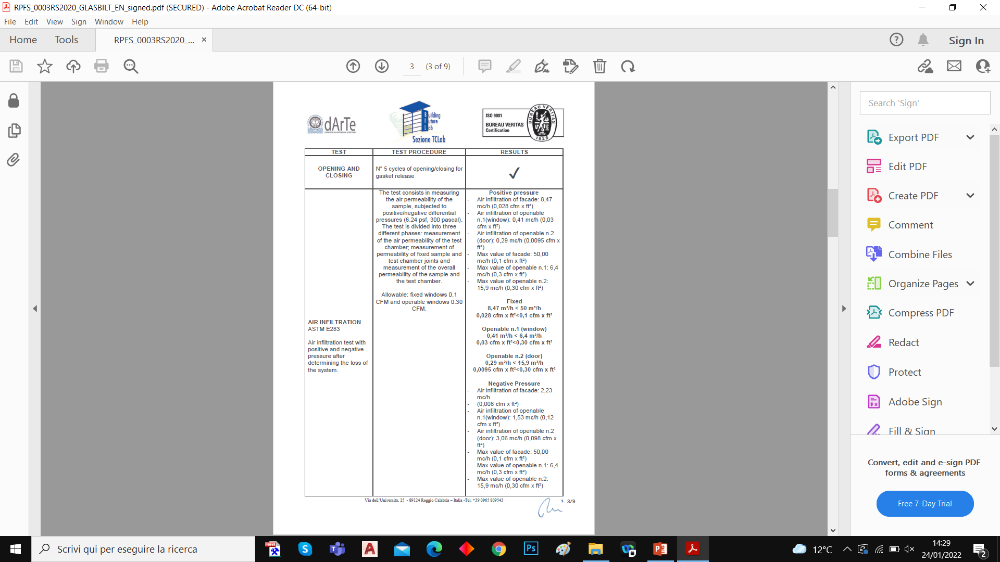 RPFS_0003RS2020_GLASBILT_EN_signed.pdf (SECURED) - Adobe Acrobat Reader DC (64-bit)
File Edit View Sign Window Help
Home Tools RPFS_0003RS2020_... × Sign In
3 (3 of 9)
dArTe
Building
Future
Lab
Sezione TCLab
ISO 9001
BUREAU VERITAS
Certification
BUREAU VERITAS
1828
TEST TEST PROCEDURE RESULTS
OPENING AND
CLOSING
N° 5 cycles of opening/closing for
gasket release
✓
AIR INFILTRATION
ASTM E283
Air infiltration test with
positive and negative
pressure after
determining the loss of
the system.
The test consists in measuring
the air permeability of the
sample, subjected to
positive/negative differential
pressures (6.24 psf, 300 pascal).
The test is divided into three
different phases: measurement
of the air permeability of the test
chamber; measurement of
permeability of fixed sample and
test chamber joints and
measurement of the overall
permeability of the sample and
the test chamber.
Allowable: fixed windows 0.1
CFM and operable windows 0.30
CFM.
Positive pressure
- Air infiltration of facade: 8,47
mc/h (0,028 cfm x ft²)
- Air infiltration of openable
n.1(window): 0,41 mc/h (0,03
cfm x ft²)
- Air infiltration of openable n.2
(door): 0,29 mc/h (0,0095 cfm x
ft²)
- Max value of facade: 50,00
mc/h (0,1 cfm x ft²)
- Max value of openable n.1: 6,4
mc/h (0,3 cfm x ft²)
- Max value of openable n.2:
15,9 mc/h (0,30 cfm x ft²)
Fixed
8,47 m³/h < 50 m³/h
0,028 cfm x ft²<0,1 cfm x ft²
Openable n.1 (window)
0,41 m³/h < 6,4 m³/h
0,03 cfm x ft²<0,30 cfm x ft²
Openable n.2 (door)
0,29 m³/h < 15,9 m³/h
0,0095 cfm x ft²<0,30 cfm x ft²
Negative Pressure
- Air infiltration of facade: 2,23
mc/h
- (0,008 cfm x ft²)
- Air infiltration of openable
n.1(window): 1,53 mc/h (0,12
cfm x ft²)
- Air infiltration of openable n.2
(door): 3,06 mc/h (0,098 cfm x
ft²)
- Max value of facade: 50,00
mc/h (0,1 cfm x ft²)
- Max value of openable n.1: 6,4
mc/h (0,3 cfm x ft²)
- Max value of openable n.2:
15,9 mc/h (0,30 cfm x ft²)
Via dell'Università, 25 - 89124 Reggio Calabria – Italia -Tel. +39 0965 809543
3/9
Search 'Sign'
Export PDF
Edit PDF
Create PDF
Comment
Combine Files
Organize Pages
Compress PDF
Redact
Protect
Adobe Sign
Fill & Sign
Convert, edit and e-sign PDF
forms & agreements
Free 7-Day Trial
Scrivi qui per eseguire la ricerca
Ps
12°C
14:29
24/01/2022
2